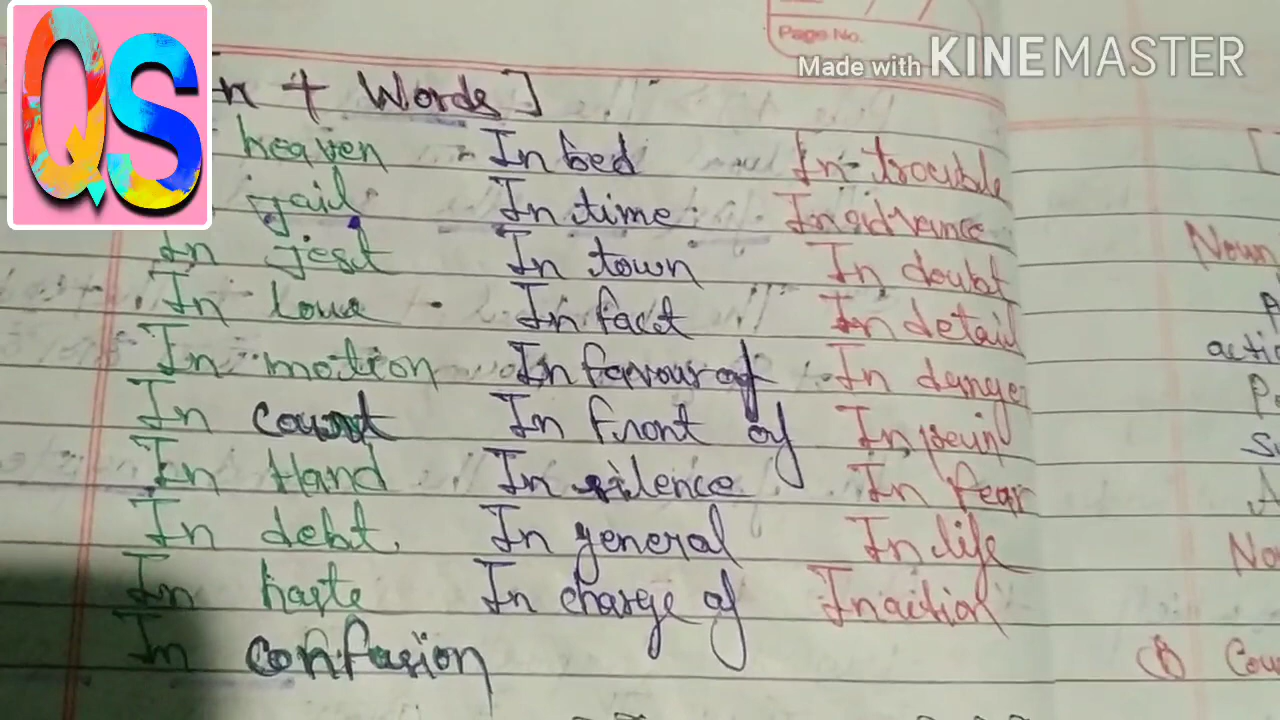 QS
Page No.
Made with KINEMASTER
n + Words]
heaven In bed In trouble
jail In time In advance
In jest In town In doubt
In love In fact In detail
In motion In favour of In danger
In court In front of In
In Hand In silence In fear
In debt. In general In life
In haste In charge of In action
In confusion
[
Noun
P
actio
P
S
A
No
Cou